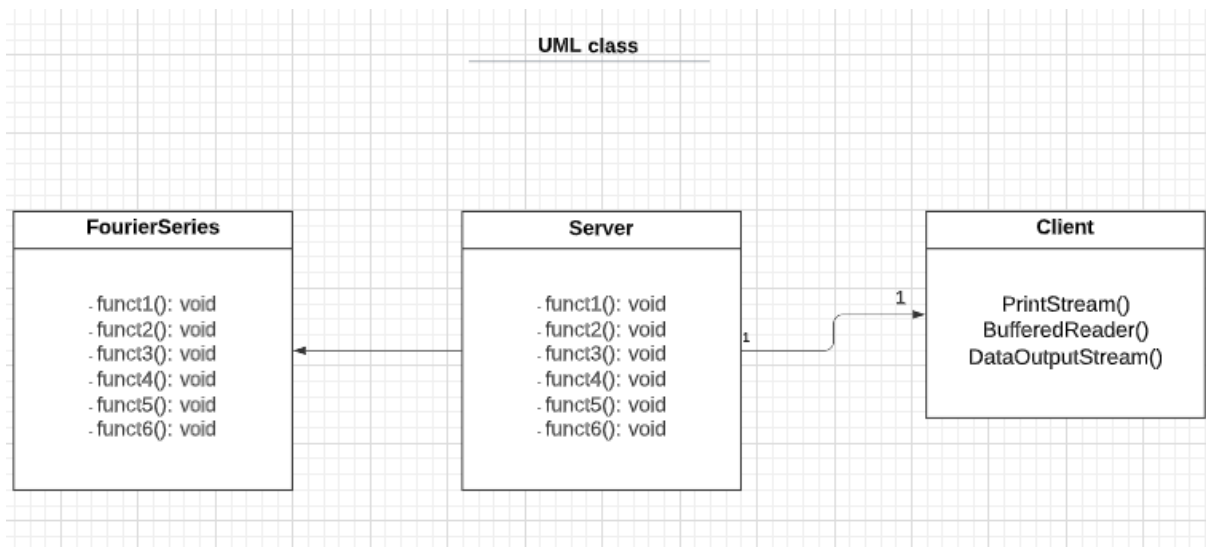 UML class
FourierSeries
- funct1(): void
- funct2(): void
- funct3(): void
- funct4(): void
- funct5(): void
- funct6(): void
Server
- funct1(): void
- funct2(): void
- funct3(): void
- funct4(): void
- funct5(): void
- funct6(): void
1
1
Client
PrintStream()
BufferedReader()
DataOutputStream()